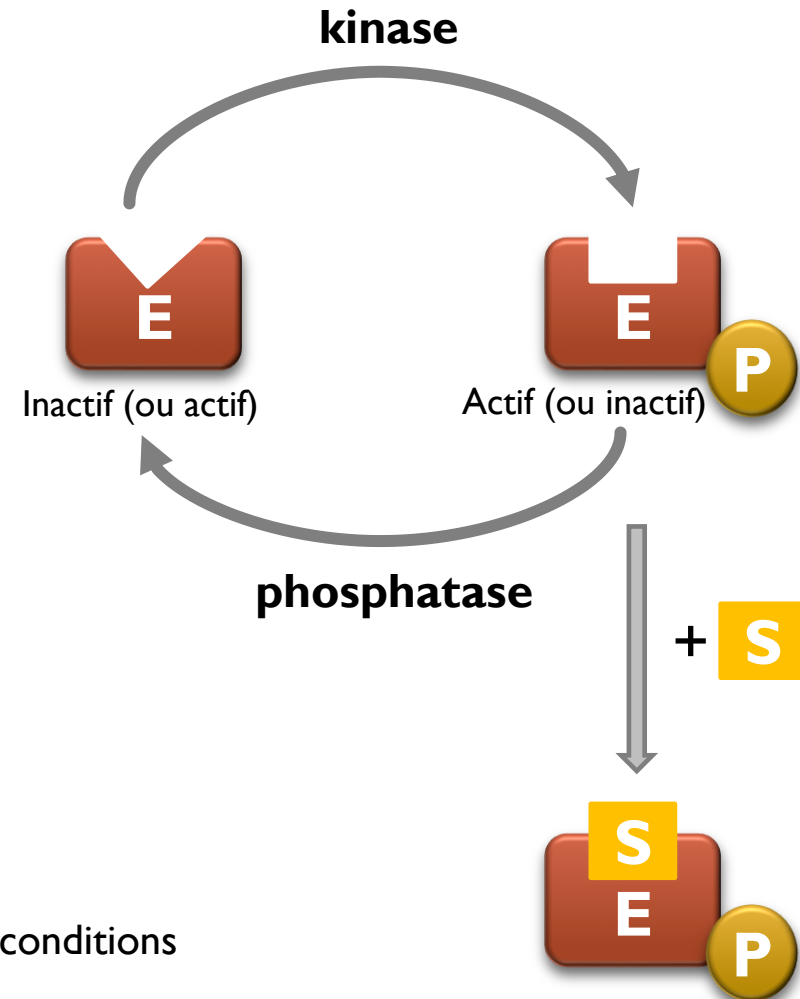 kinase
E
E
P
Inactif (ou actif)
Actif (ou inactif)
phosphatase
+ S
S
E
P
conditions